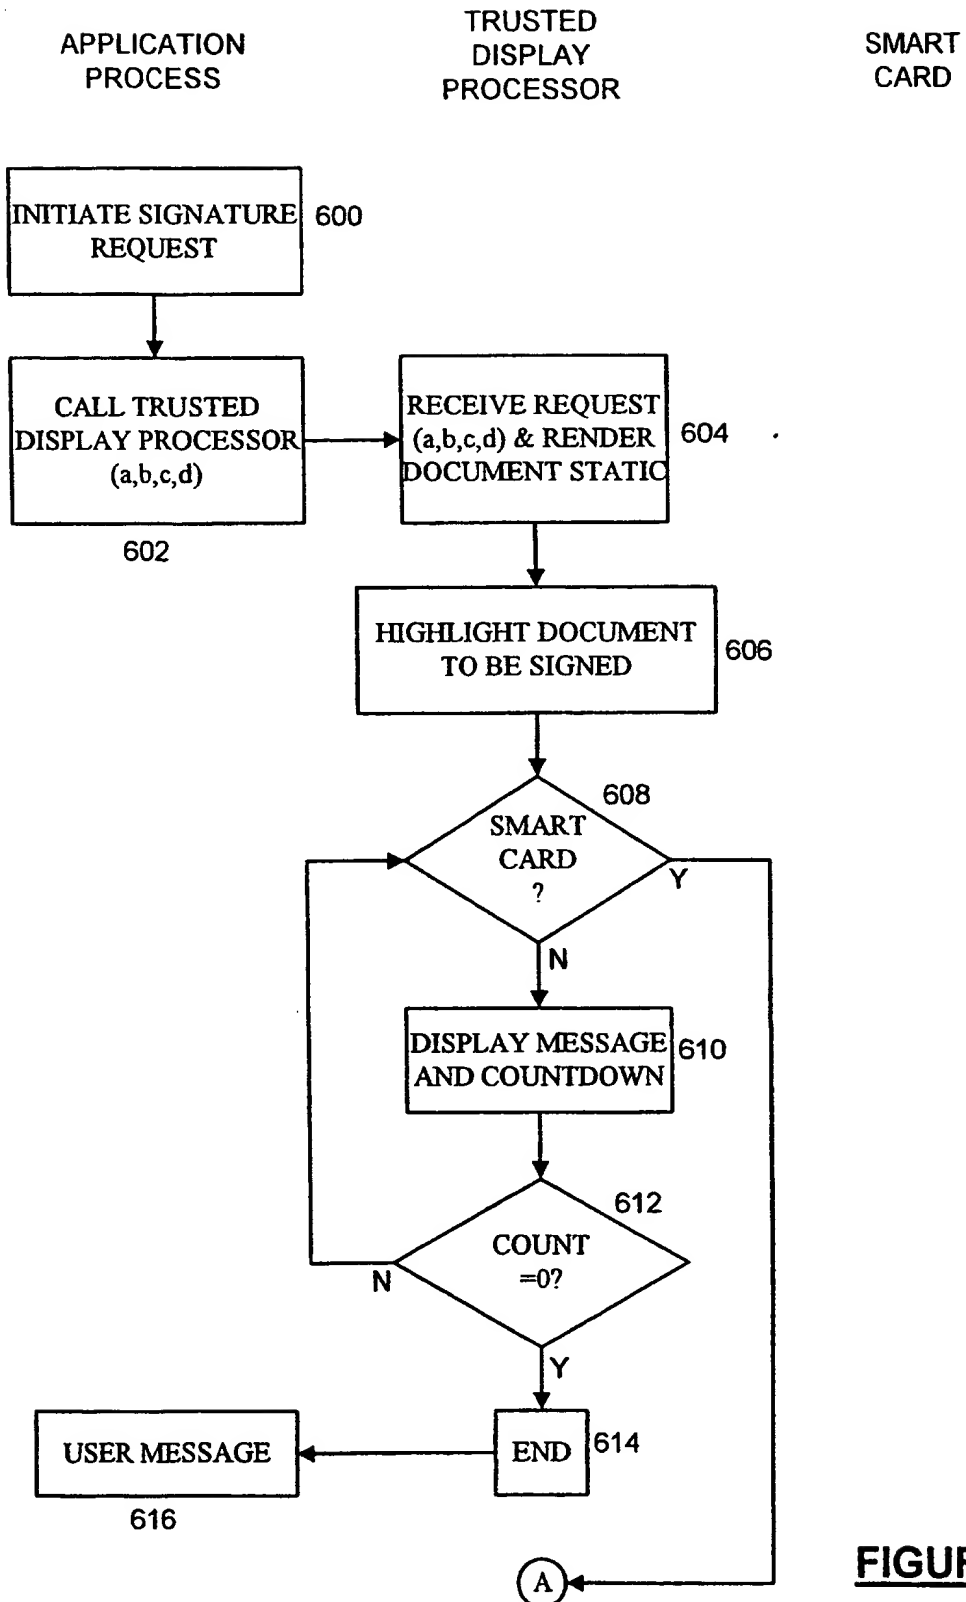 APPLICATION
PROCESS
TRUSTED
DISPLAY
PROCESSOR
SMART
CARD
INITIATE SIGNATURE
REQUEST
600
CALL TRUSTED
DISPLAY PROCESSOR
(a,b,c,d)
602
RECEIVE REQUEST
(a,b,c,d) & RENDER
DOCUMENT STATIC
604
HIGHLIGHT DOCUMENT
TO BE SIGNED
606
608
SMART
CARD
?
Y
N
DISPLAY MESSAGE
AND COUNTDOWN
610
612
COUNT
=0?
N
Y
END
614
USER MESSAGE
616
A
FIGUR